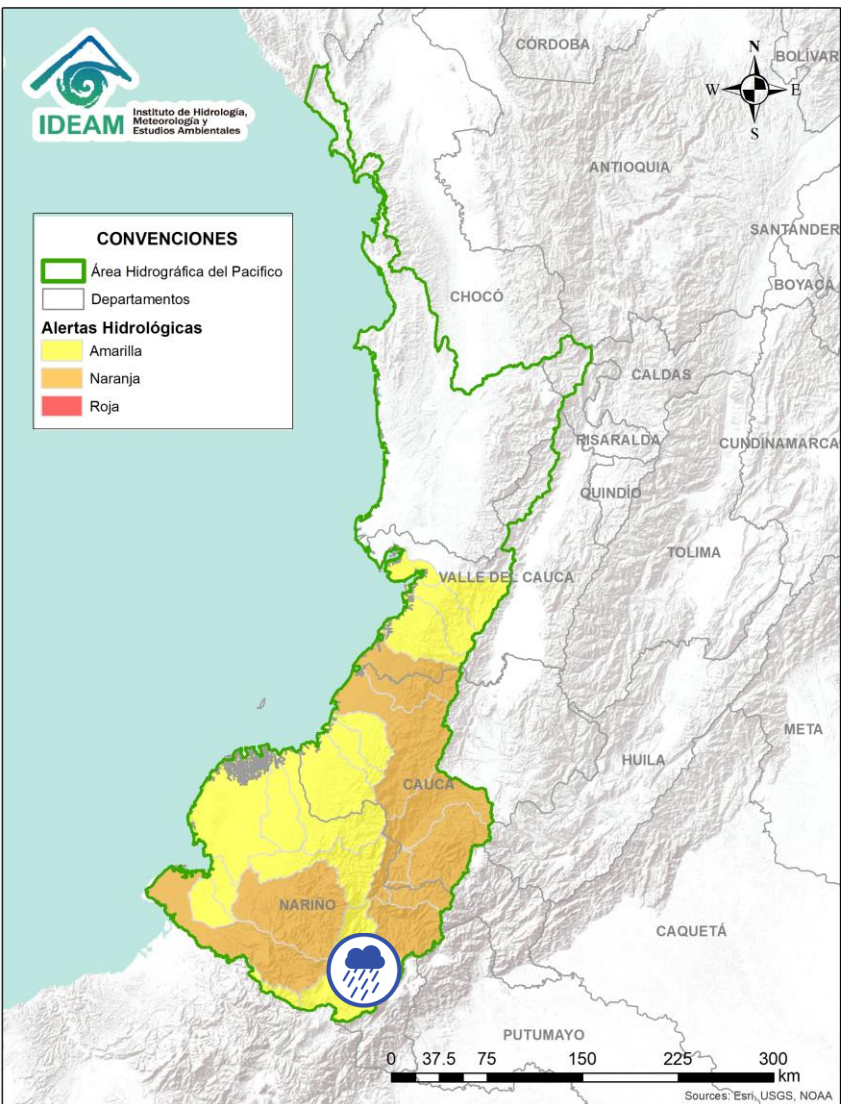 IDEAM
Instituto de Hidrología,
Meteorología y
Estudios Ambientales
N
W
E
S
CONVENCIONES
Área Hidrográfica del Pacifico
Departamentos
Alertas Hidrológicas
Amarilla
Naranja
Roja
CÓRDOBA
BOLÍVAR
ANTIOQUIA
SANTANDER
BOYACÁ
CHOCÓ
CALDAS
RISARALDA
CUNDINAMARCA
QUINDÍO
TOLIMA
VALLE DEL CAUCA
META
HUILA
CAUCA
NARIÑO
CAQUETÁ
PUTUMAYO
0 37.5 75 150 225 300
km
Sources: Esri, USGS, NOAA